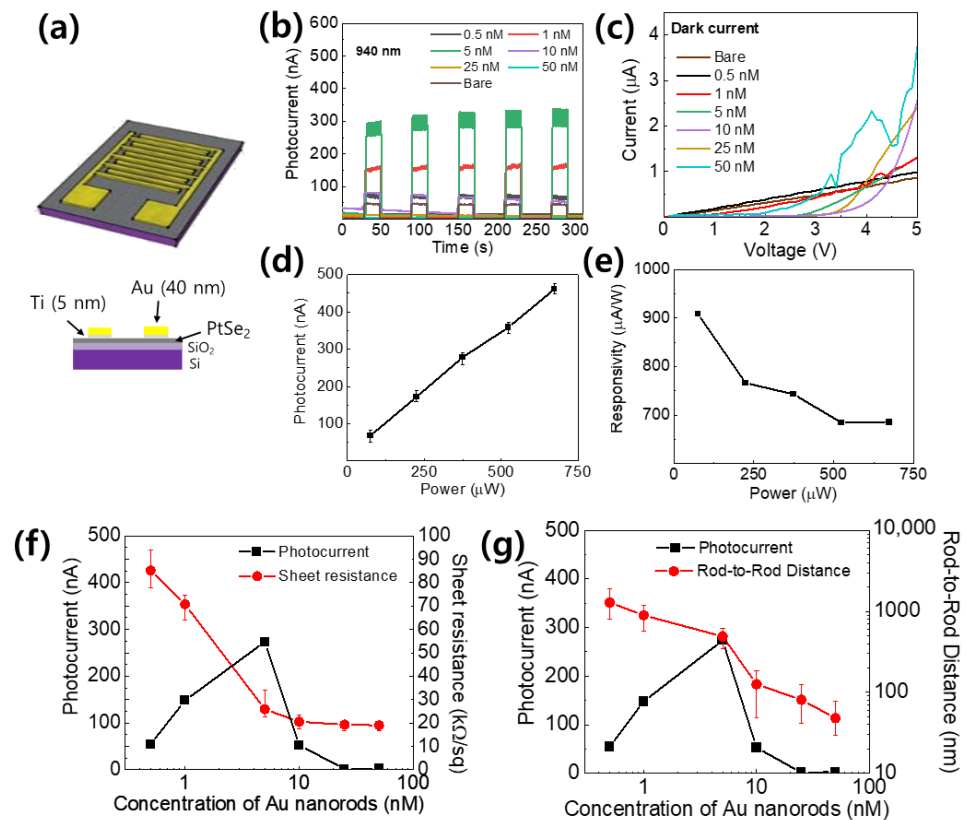 (a)
Ti (5 nm)
Au (40 nm)
PtSe₂
SiO₂
Si
(b)
940 nm
0.5 nM
1 nM
5 nM
10 nM
25 nM
50 nM
Bare
Photocurrent (nA)
600
500
400
300
200
100
0
50
100
150
200
250
300
Time (s)
(c)
Dark current
Bare
0.5 nM
1 nM
5 nM
10 nM
25 nM
50 nM
Current (μA)
4
3
2
1
0
0
1
2
3
4
5
Voltage (V)
(d)
Photocurrent (nA)
500
400
300
200
100
0
250
500
750
Power (μW)
(e)
Responsivity (μA/W)
1000
900
800
700
0
250
500
750
Power (μW)
(f)
Photocurrent
Sheet resistance
Photocurrent (nA)
500
400
300
200
100
0
1
10
100
Concentration of Au nanorods (nM)
100
90
80
70
60
50
40
30
20
10
0
Sheet resistance (kΩ/sq)
(g)
Photocurrent
Rod-to-Rod Distance
Photocurrent (nA)
500
400
300
200
100
0
1
10
100
Concentration of Au nanorods (nM)
10,000
1000
100
10
Rod-to-Rod Distance (nm)